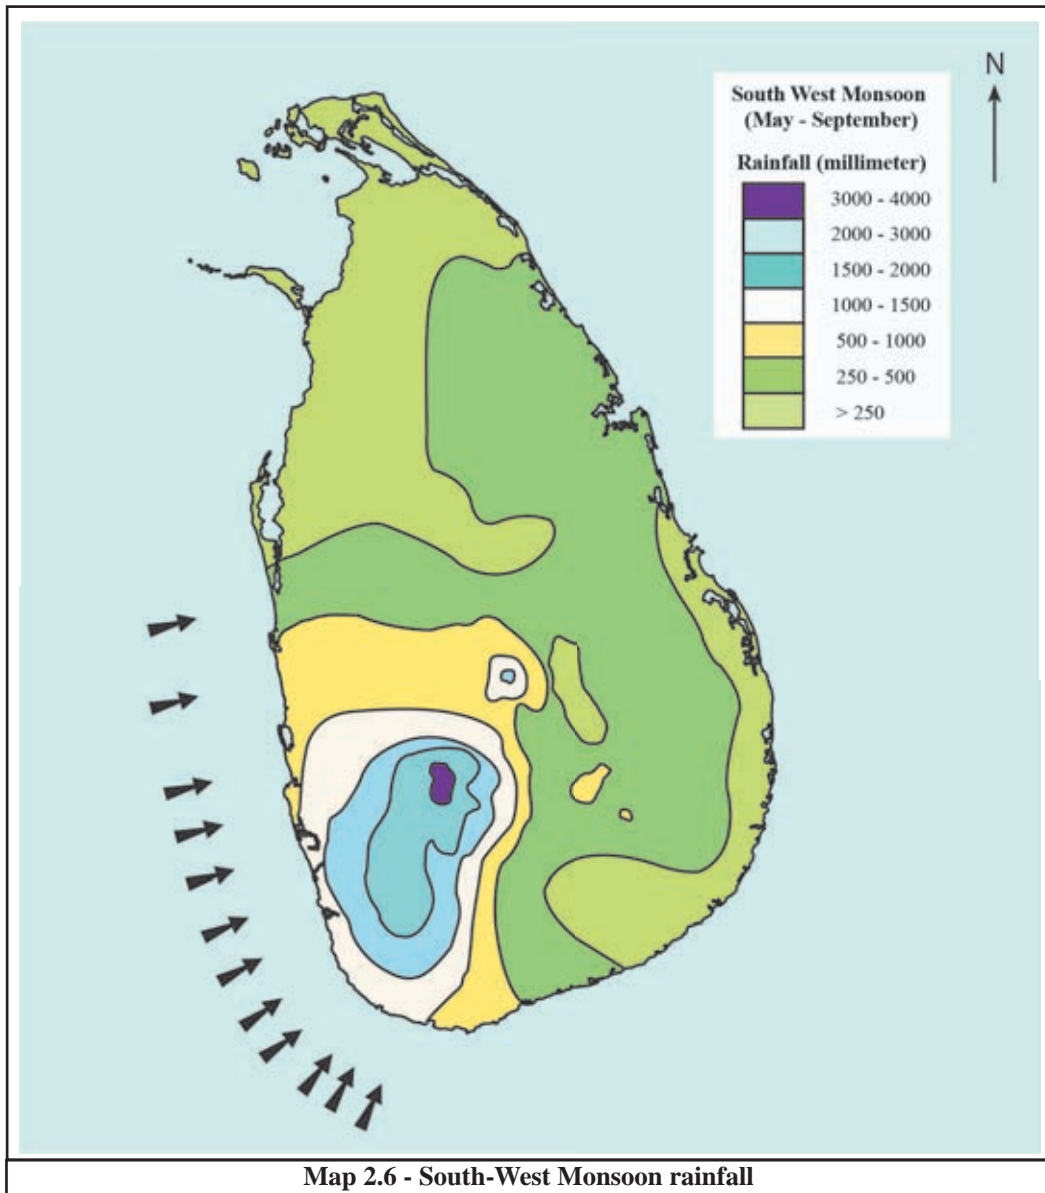 N
South West Monsoon
(May - September)
Rainfall (millimeter)
3000 - 4000
2000 - 3000
1500 - 2000
1000 - 1500
500 - 1000
250 - 500
> 250
Map 2.6 - South-West Monsoon rainfall